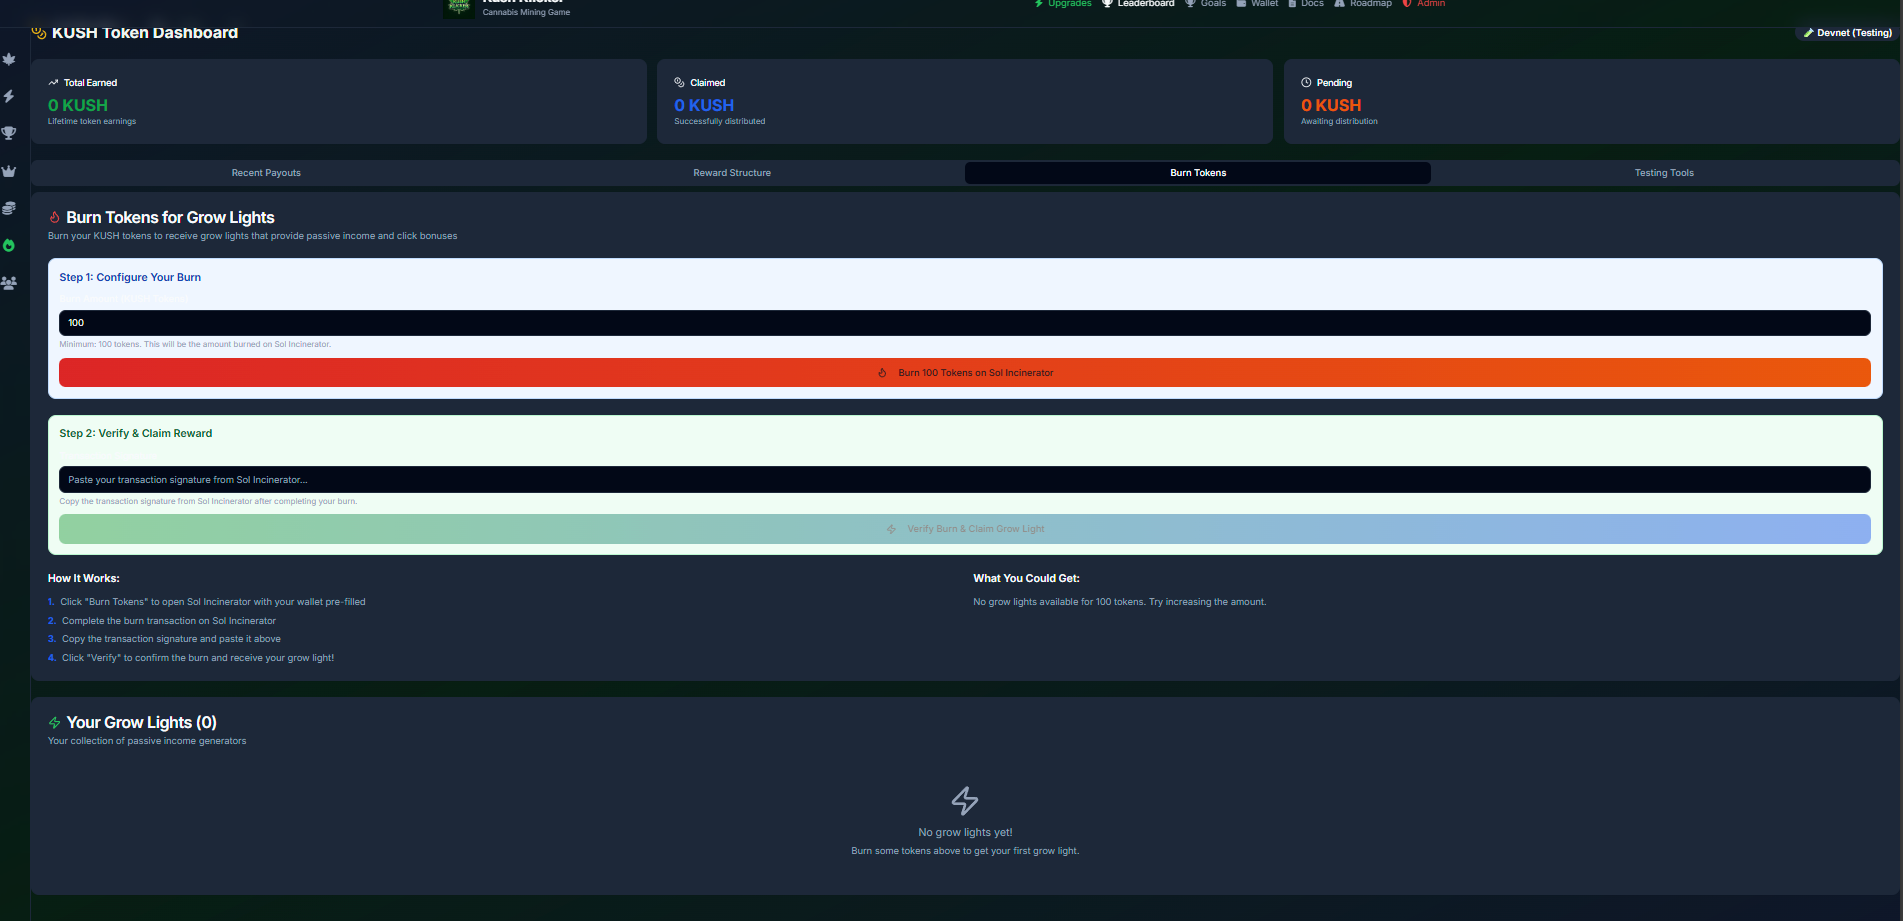 Kush Klicker
Cannabis Mining Game
Upgrades
Leaderboard
Goals
Wallet
Docs
Roadmap
Admin
KUSH Token Dashboard
Devnet (Testing)
Total Earned
0 KUSH
Lifetime token earnings
Claimed
0 KUSH
Successfully distributed
Pending
0 KUSH
Awaiting distribution
Recent Payouts
Reward Structure
Burn Tokens
Testing Tools
Burn Tokens for Grow Lights
Burn your KUSH tokens to receive grow lights that provide passive income and click bonuses
Step 1: Configure Your Burn
100
Minimum: 100 tokens. This will be the amount burned on Sol Incinerator.
Burn 100 Tokens on Sol Incinerator
Step 2: Verify & Claim Reward
Paste your transaction signature from Sol Incinerator...
Copy the transaction signature from Sol Incinerator after completing your burn.
Verify Burn & Claim Grow Light
How It Works:
1. Click "Burn Tokens" to open Sol Incinerator with your wallet pre-filled
2. Complete the burn transaction on Sol Incinerator
3. Copy the transaction signature and paste it above
4. Click "Verify" to confirm the burn and receive your grow light!
What You Could Get:
No grow lights available for 100 tokens. Try increasing the amount.
Your Grow Lights (0)
Your collection of passive income generators
No grow lights yet!
Burn some tokens above to get your first grow light.